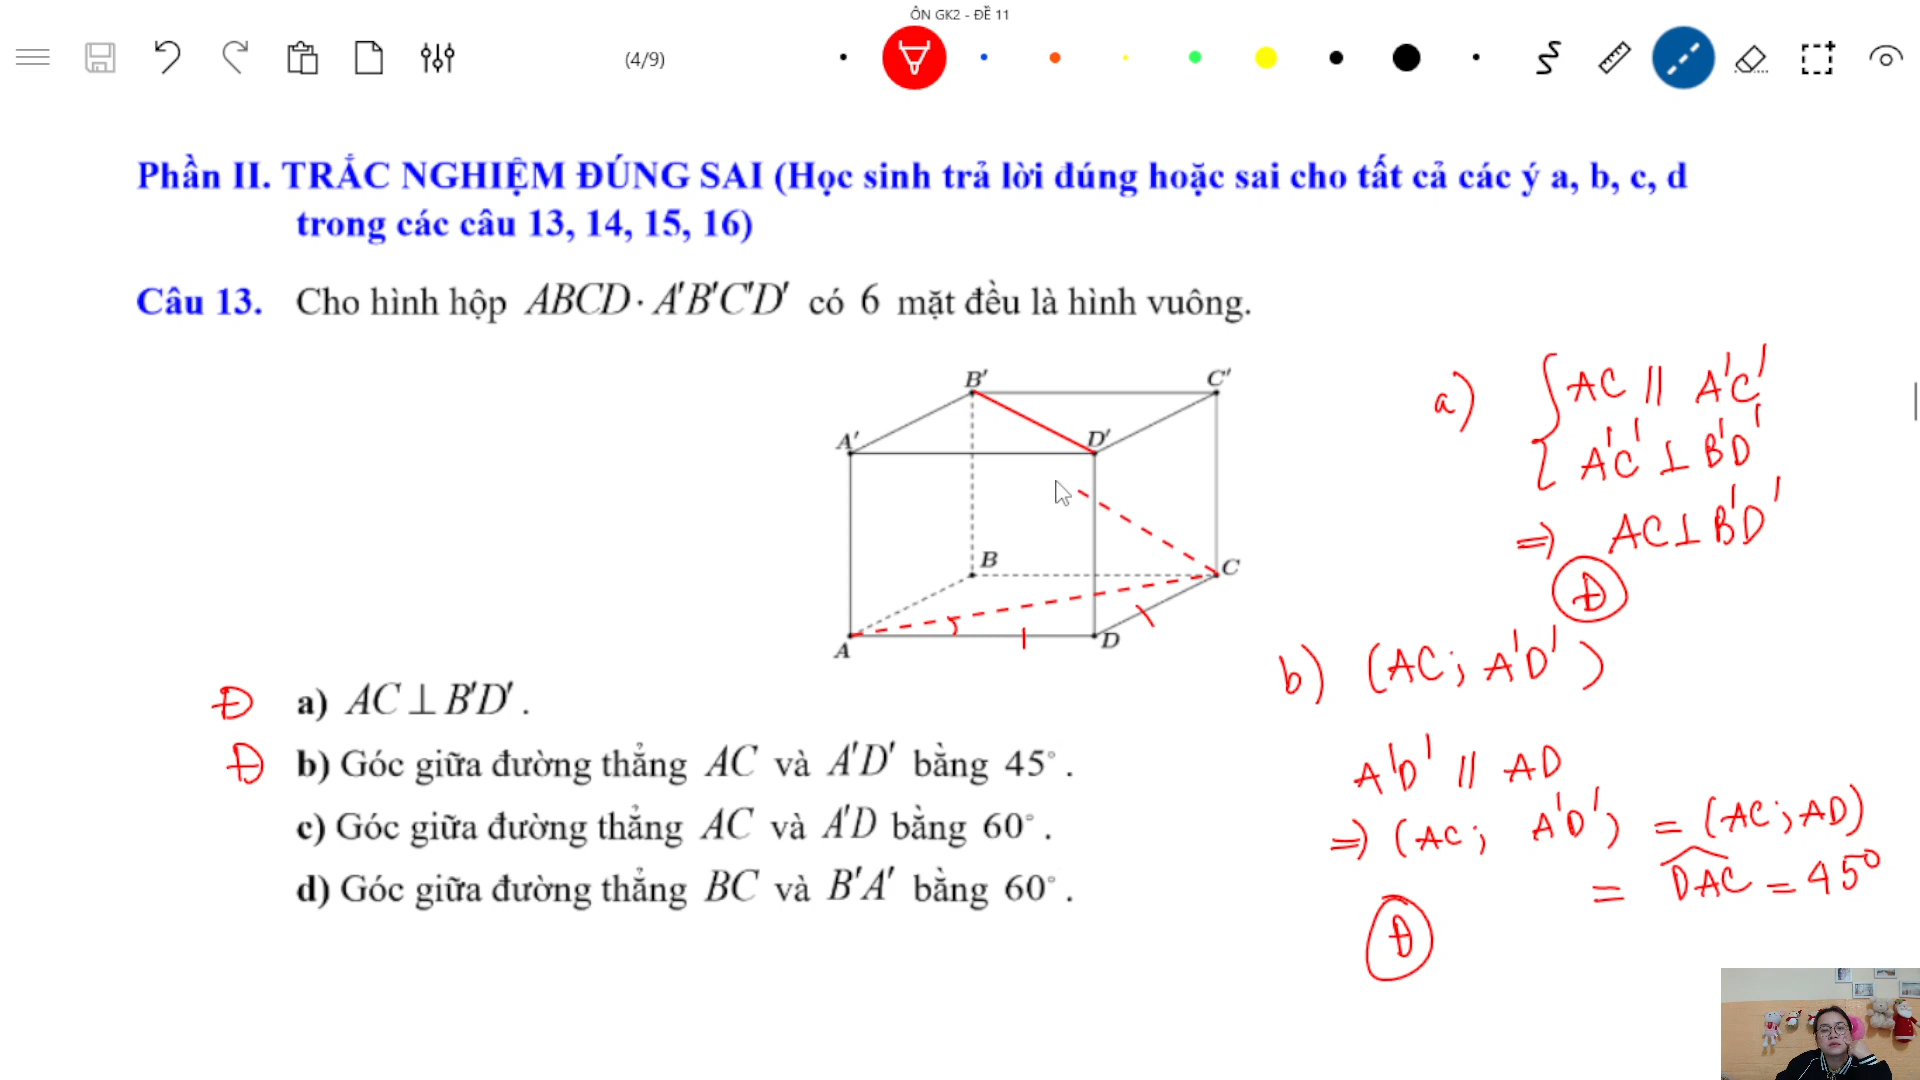 ÔN GK2 - ĐỀ 11
(4/9)
Phần II. TRẮC NGHIỆM ĐÚNG SAI (Học sinh trả lời đúng hoặc sai cho tất cả các ý a, b, c, d
trong các câu 13, 14, 15, 16)
Câu 13. Cho hình hộp ABCD · A'B'C'D' có 6 mặt đều là hình vuông.
B' C'
A' D'
B C
A D
a) { AC // A'C'
A'C' ⊥ B'D'
=> AC ⊥ B'D'
Đ
b) (AC; A'D')
A'D' // AD
=> (AC; A'D') = (AC; AD)
= DAC = 45°
Đ
Đ a) AC ⊥ B'D'.
Đ b) Góc giữa đường thẳng AC và A'D' bằng 45°.
c) Góc giữa đường thẳng AC và A'D bằng 60°.
d) Góc giữa đường thẳng BC và B'A' bằng 60°.